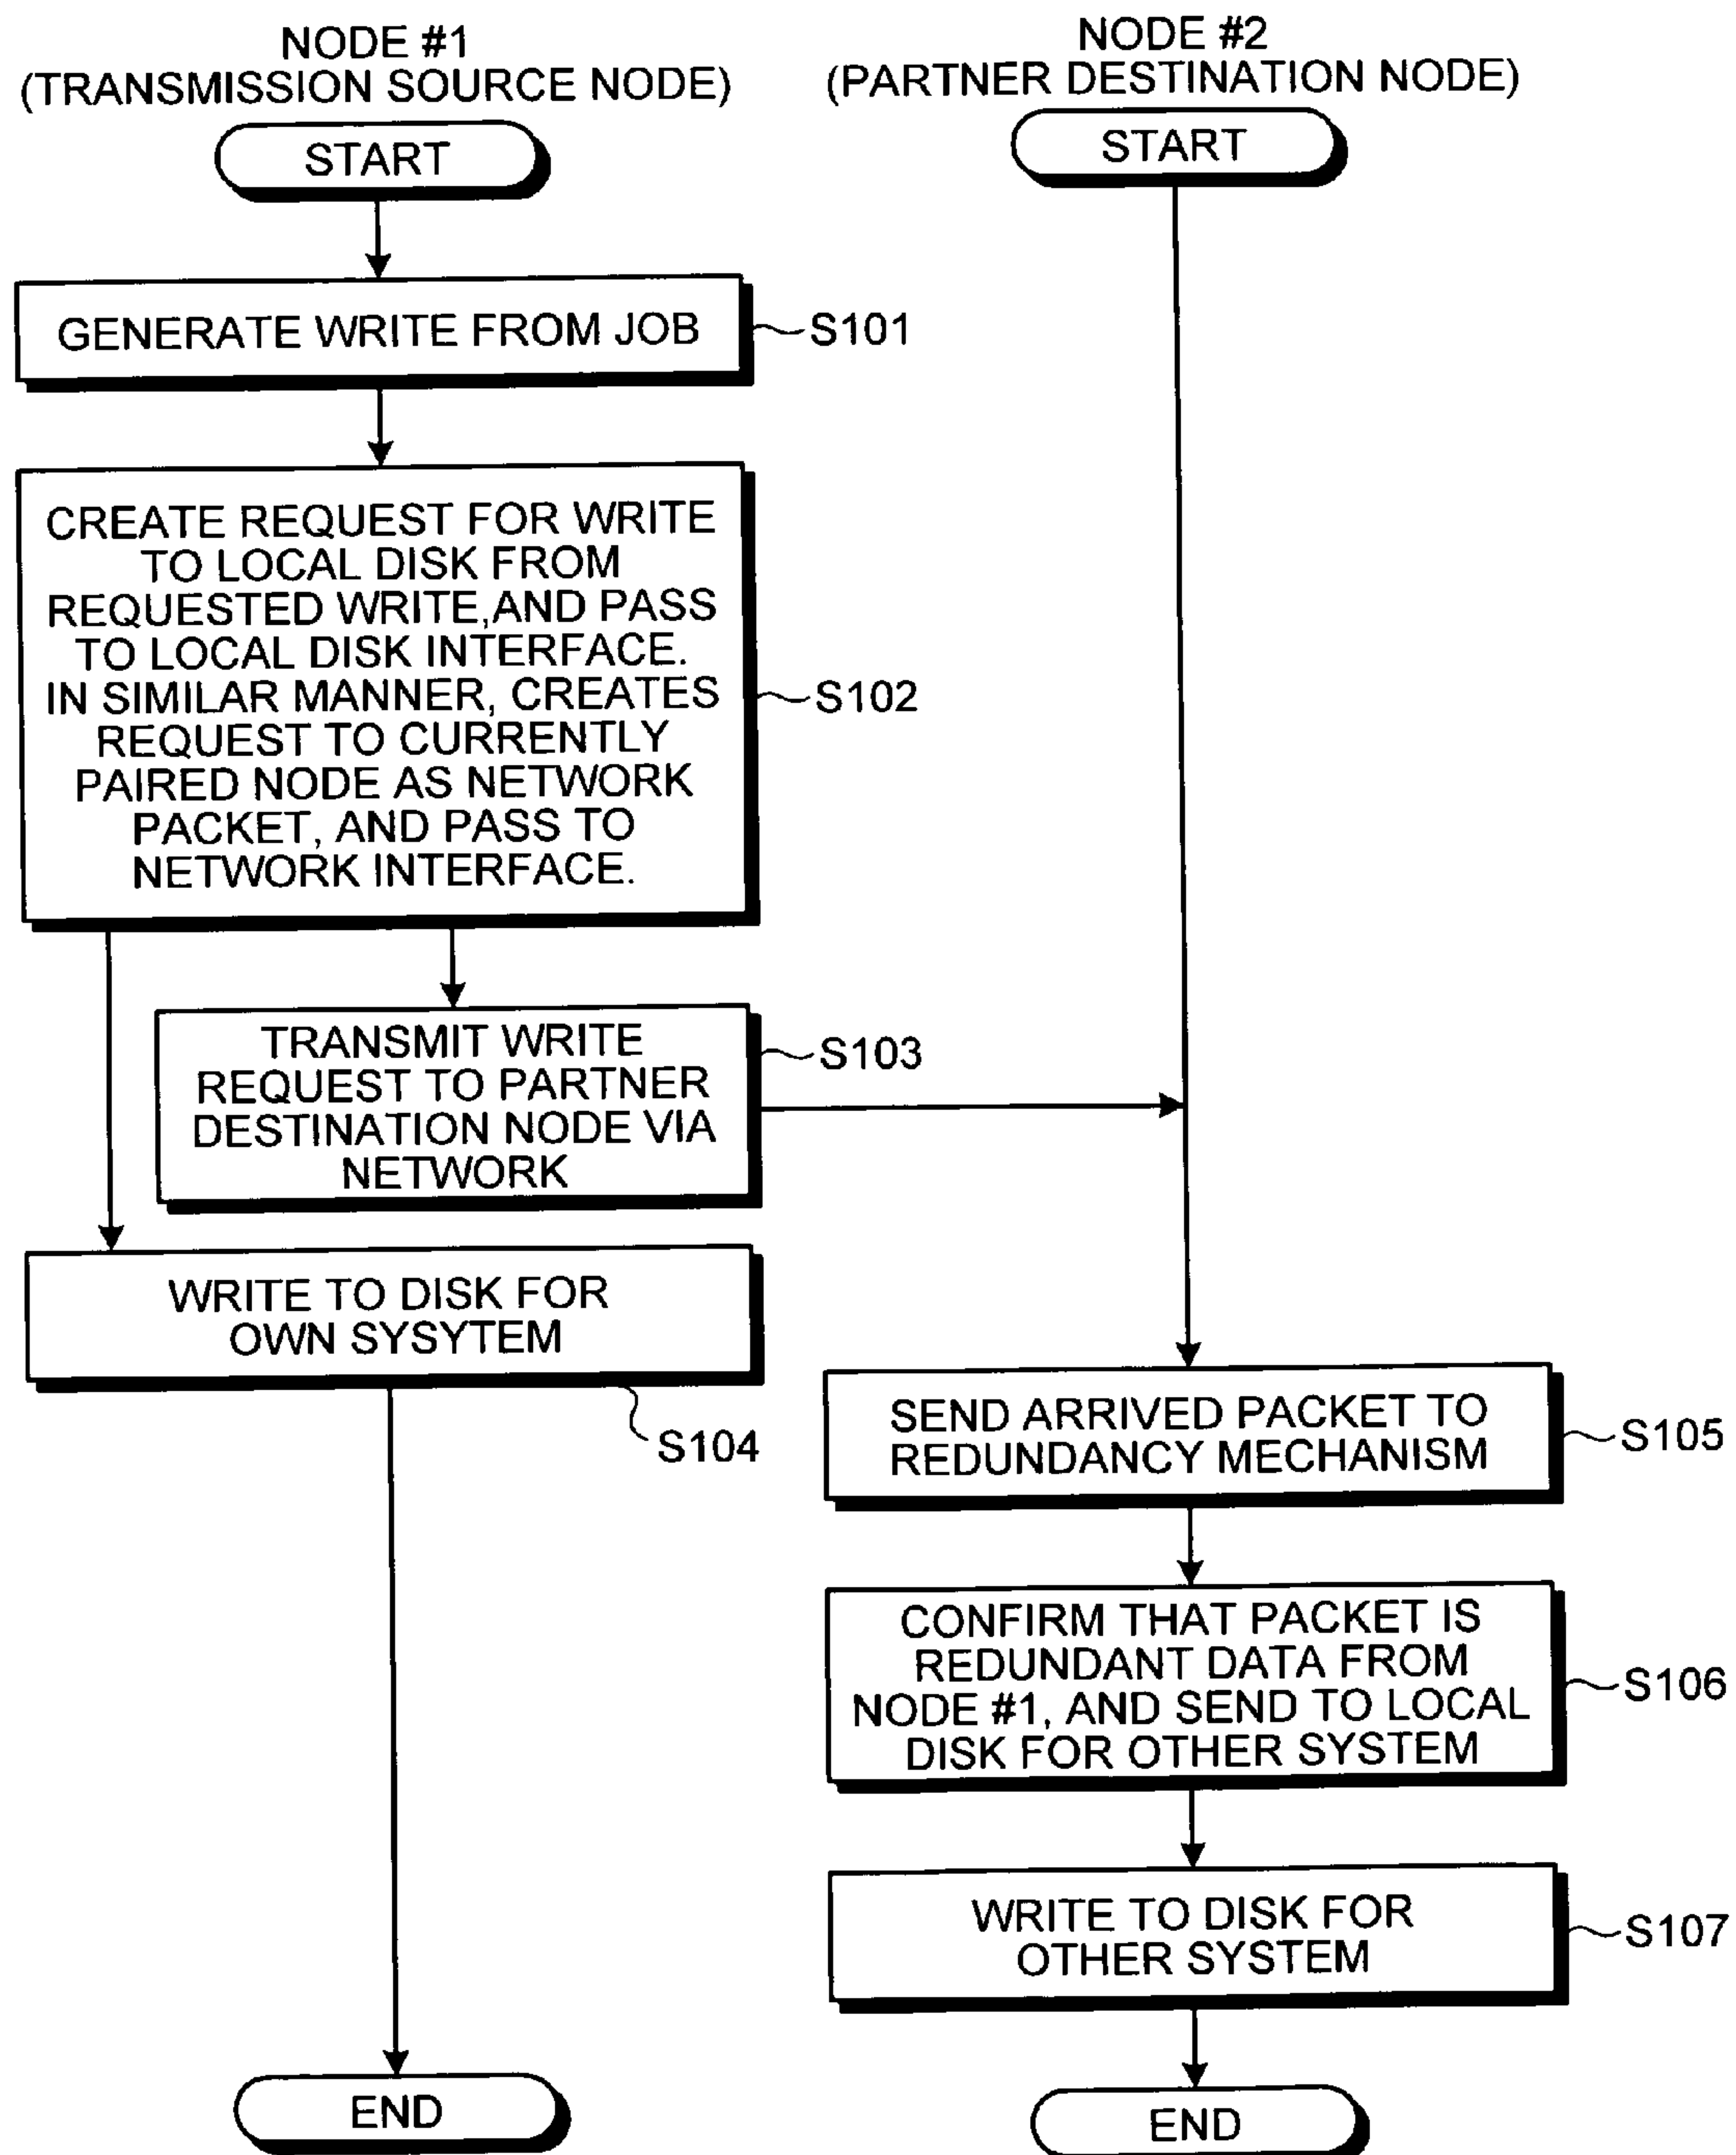 NODE #1
(TRANSMISSION SOURCE NODE)
START
GENERATE WRITE FROM JOB
S101
CREATE REQUEST FOR WRITE
TO LOCAL DISK FROM
REQUESTED WRITE,AND PASS
TO LOCAL DISK INTERFACE.
IN SIMILAR MANNER, CREATES
REQUEST TO CURRENTLY
PAIRED NODE AS NETWORK
PACKET, AND PASS TO
NETWORK INTERFACE.
S102
TRANSMIT WRITE
REQUEST TO PARTNER
DESTINATION NODE VIA
NETWORK
S103
WRITE TO DISK FOR
OWN SYSYTEM
S104
END
NODE #2
(PARTNER DESTINATION NODE)
START
SEND ARRIVED PACKET TO
REDUNDANCY MECHANISM
S105
CONFIRM THAT PACKET IS
REDUNDANT DATA FROM
NODE #1, AND SEND TO LOCAL
DISK FOR OTHER SYSTEM
S106
WRITE TO DISK FOR
OTHER SYSTEM
S107
END